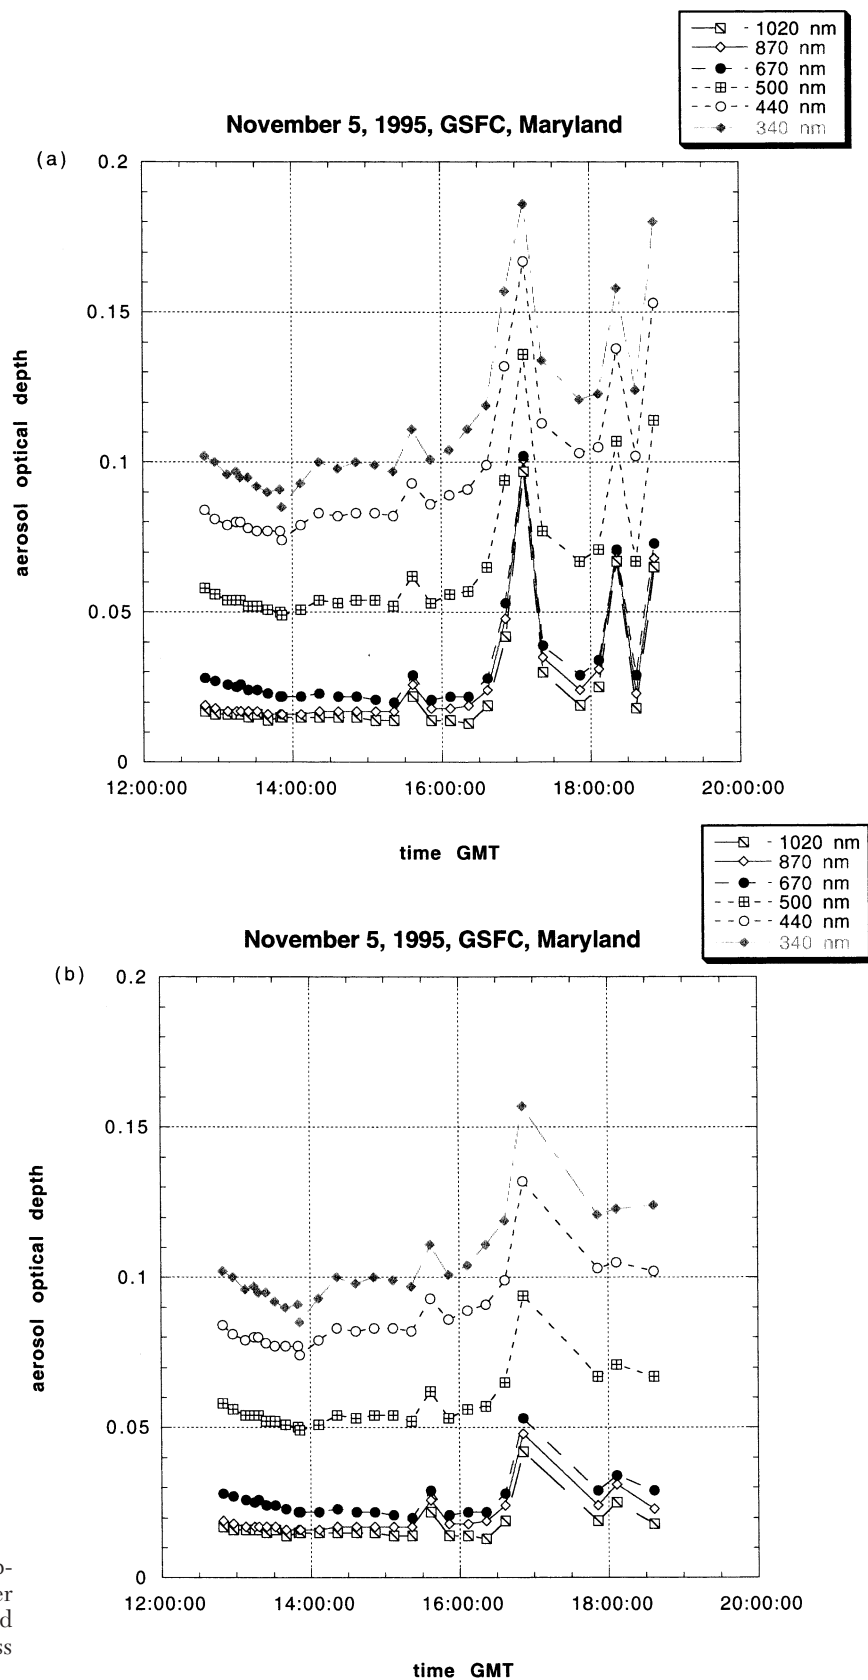 1020 nm
870 nm
670 nm
500 nm
440 nm
340 nm
November 5, 1995, GSFC, Maryland
(a)
0.2
0.15
0.1
0.05
0
aerosol optical depth
12:00:00 14:00:00 16:00:00 18:00:00 20:00:00
time GMT
1020 nm
870 nm
670 nm
500 nm
440 nm
340 nm
November 5, 1995, GSFC, Maryland
(b)
0.2
0.15
0.1
0.05
0
aerosol optical depth
12:00:00 14:00:00 16:00:00 18:00:00 20:00:00
time GMT